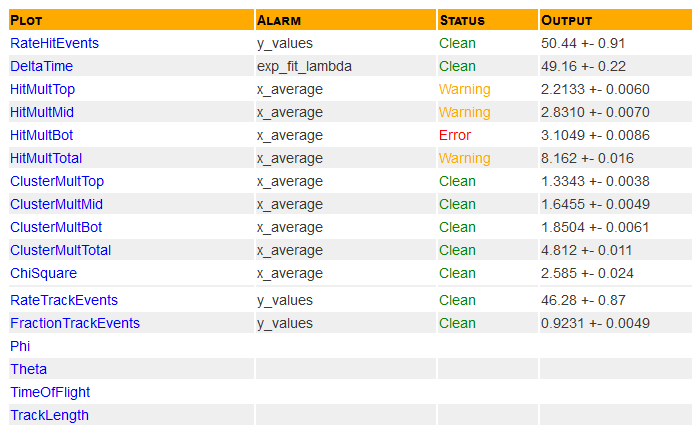 Plot Alarm Status Output
RateHitEvents y_values Clean 50.44 +- 0.91
DeltaTime exp_fit_lambda Clean 49.16 +- 0.22
HitMultTop x_average Warning 2.2133 +- 0.0060
HitMultMid x_average Warning 2.8310 +- 0.0070
HitMultBot x_average Error 3.1049 +- 0.0086
HitMultTotal x_average Warning 8.162 +- 0.016
ClusterMultTop x_average Clean 1.3343 +- 0.0038
ClusterMultMid x_average Clean 1.6455 +- 0.0049
ClusterMultBot x_average Clean 1.8504 +- 0.0061
ClusterMultTotal x_average Clean 4.812 +- 0.011
ChiSquare x_average Clean 2.585 +- 0.024
RateTrackEvents y_values Clean 46.28 +- 0.87
FractionTrackEvents y_values Clean 0.9231 +- 0.0049
Phi
Theta
TimeOfFlight
TrackLength